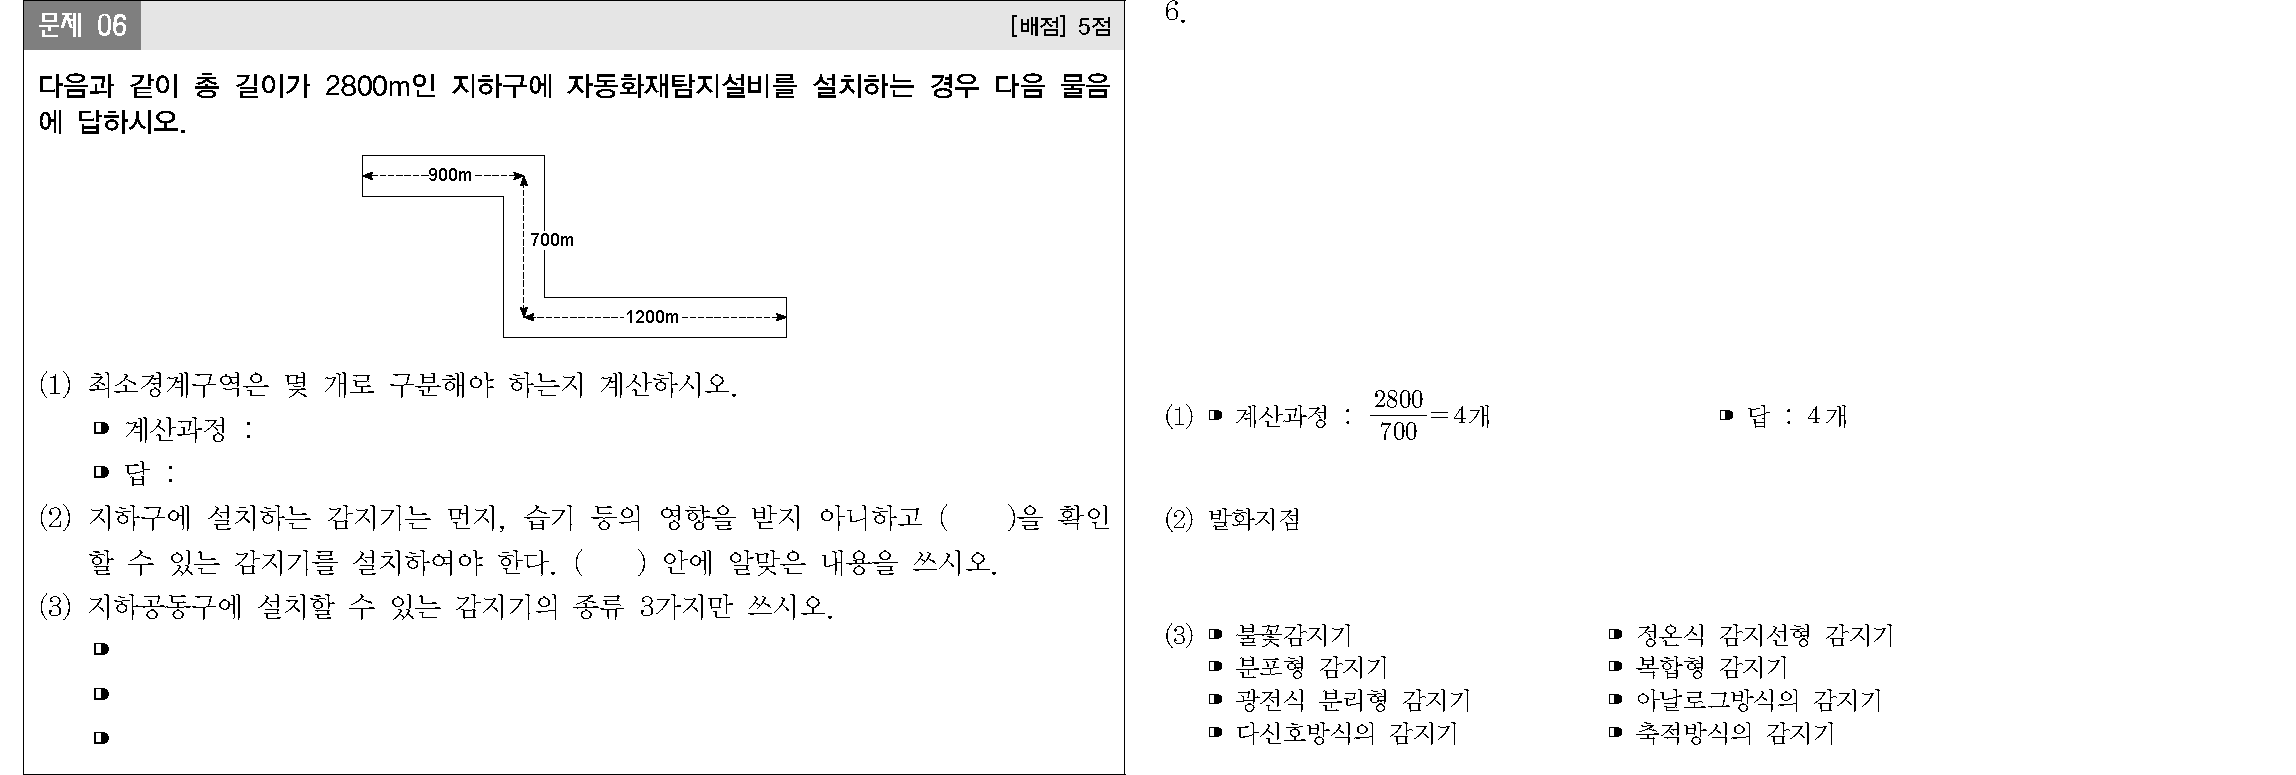 문제 06
[배점] 5점
다음과 같이 총 길이가 2800m인 지하구에 자동화재탐지설비를 설치하는 경우 다음 물음
에 답하시오.
900m
700m
1200m
(1) 최소경계구역은 몇 개로 구분해야 하는지 계산하시오.
계산과정 :
답 :
(2) 지하구에 설치하는 감지기는 먼지, 습기 등의 영향을 받지 아니하고 (    )을 확인
할 수 있는 감지기를 설치하여야 한다. (    ) 안에 알맞은 내용을 쓰시오.
(3) 지하공동구에 설치할 수 있는 감지기의 종류 3가지만 쓰시오.
6.
(1) 계산과정 : 2800/700=4개 답 : 4개
(2) 발화지점
(3) 불꽃감지기 정온식 감지선형 감지기
분포형 감지기 복합형 감지기
광전식 분리형 감지기 아날로그방식의 감지기
다신호방식의 감지기 축적방식의 감지기